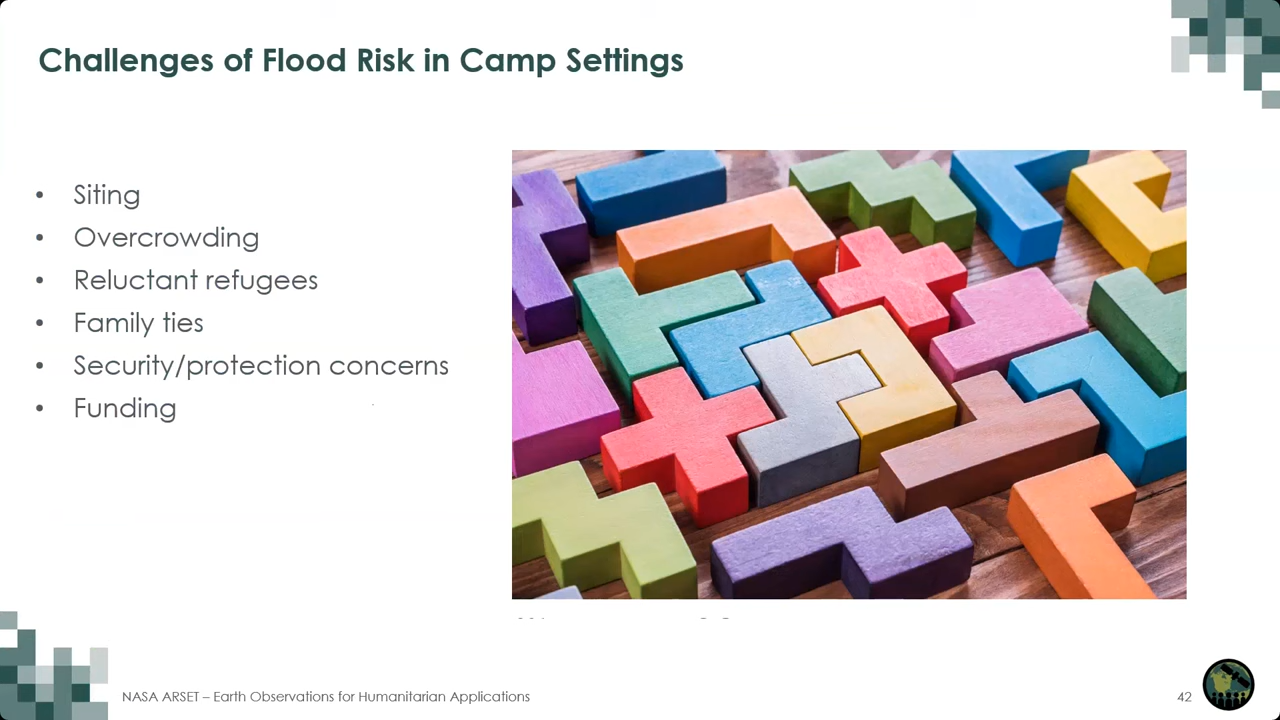 Challenges of Flood Risk in Camp Settings
• Siting
• Overcrowding
• Reluctant refugees
• Family ties
• Security/protection concerns
• Funding
NASA ARSET – Earth Observations for Humanitarian Applications
42